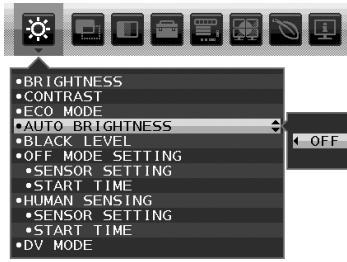 •BRIGHTNESS
•CONTRAST
•ECO MODE
•AUTO BRIGHTNESS
OFF
•BLACK LEVEL
•OFF MODE SETTING
•SENSOR SETTING
•START TIME
•HUMAN SENSING
•SENSOR SETTING
•START TIME
•DV MODE